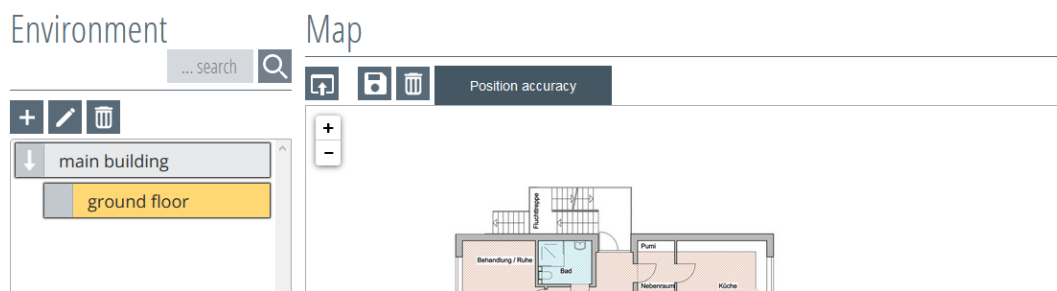 Environment
... search
main building
ground floor
Map
Position accuracy
+
−
Fluchttreppe
Behandlung / Ruhe
Bad
Pumi
Nebenraum
Küche